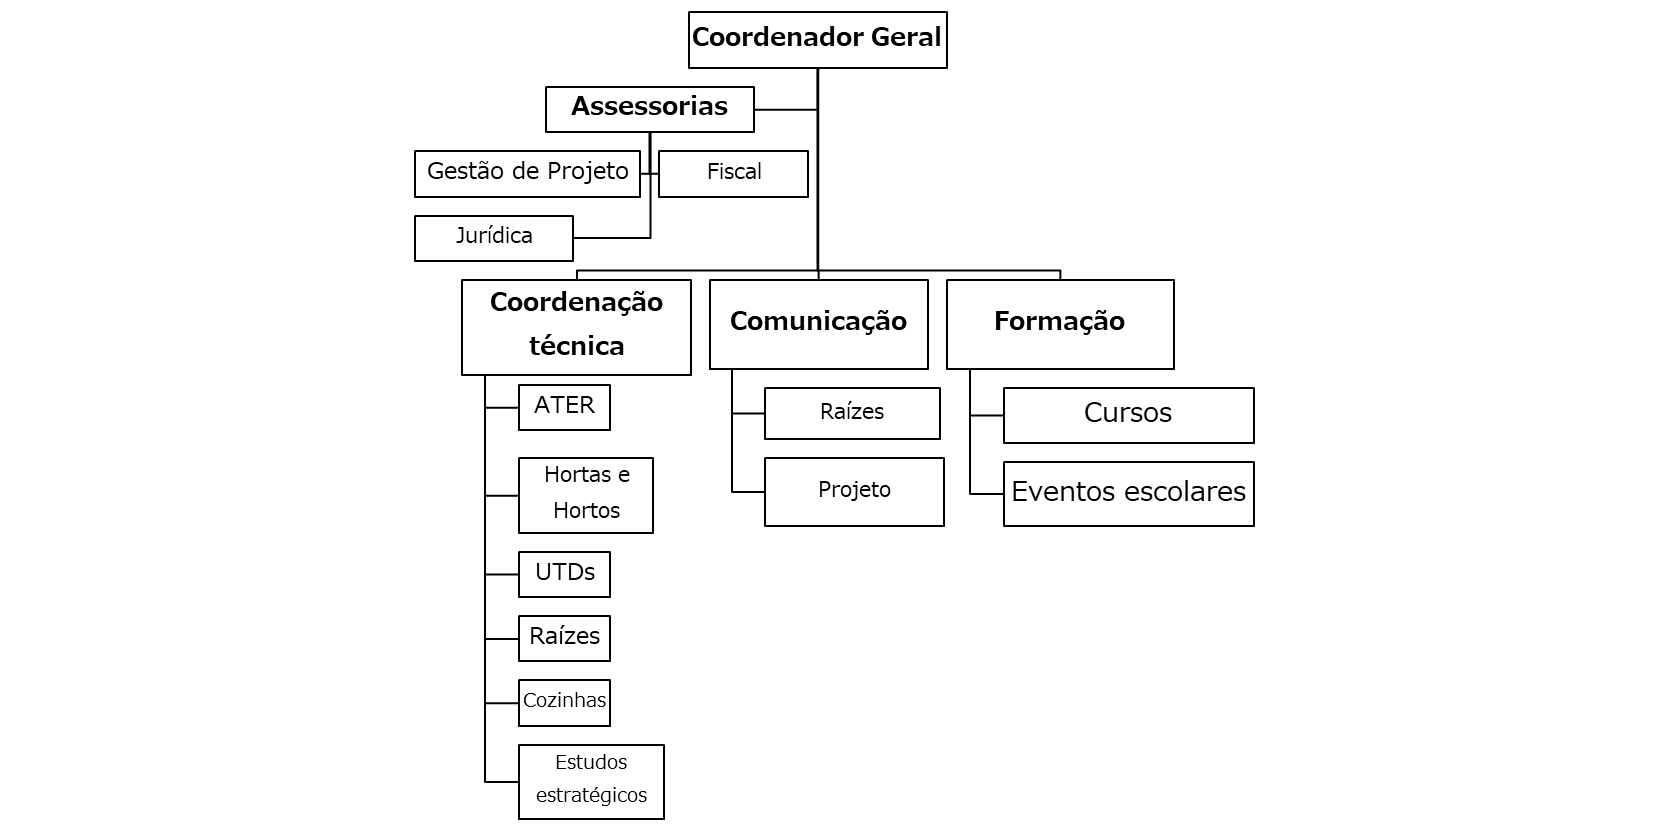 Coordenador Geral
Assessorias
Gestão de Projeto
Fiscal
Jurídica
Coordenação
técnica
ATER
Hortas e
Hortos
UTDs
Raízes
Cozinhas
Estudos
estratégicos
Comunicação
Raízes
Projeto
Formação
Cursos
Eventos escolares